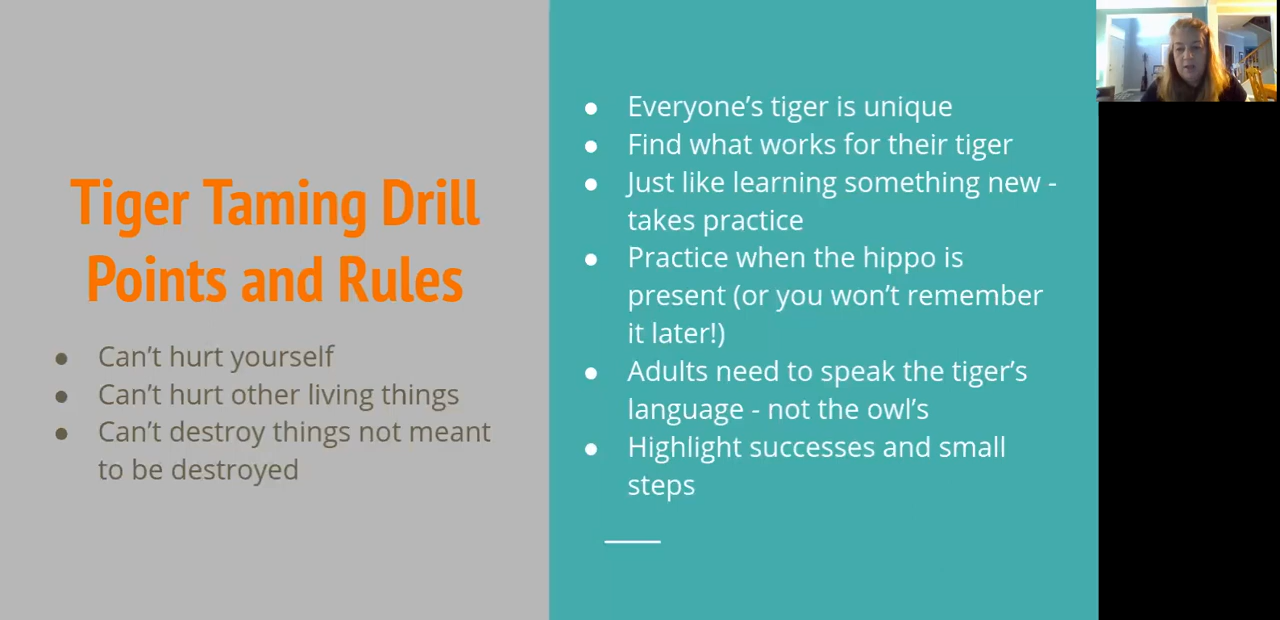 Tiger Taming Drill
Points and Rules
● Can't hurt yourself
● Can't hurt other living things
● Can't destroy things not meant
to be destroyed
● Everyone's tiger is unique
● Find what works for their tiger
● Just like learning something new -
takes practice
● Practice when the hippo is
present (or you won't remember
it later!)
● Adults need to speak the tiger's
language - not the owl's
● Highlight successes and small
steps